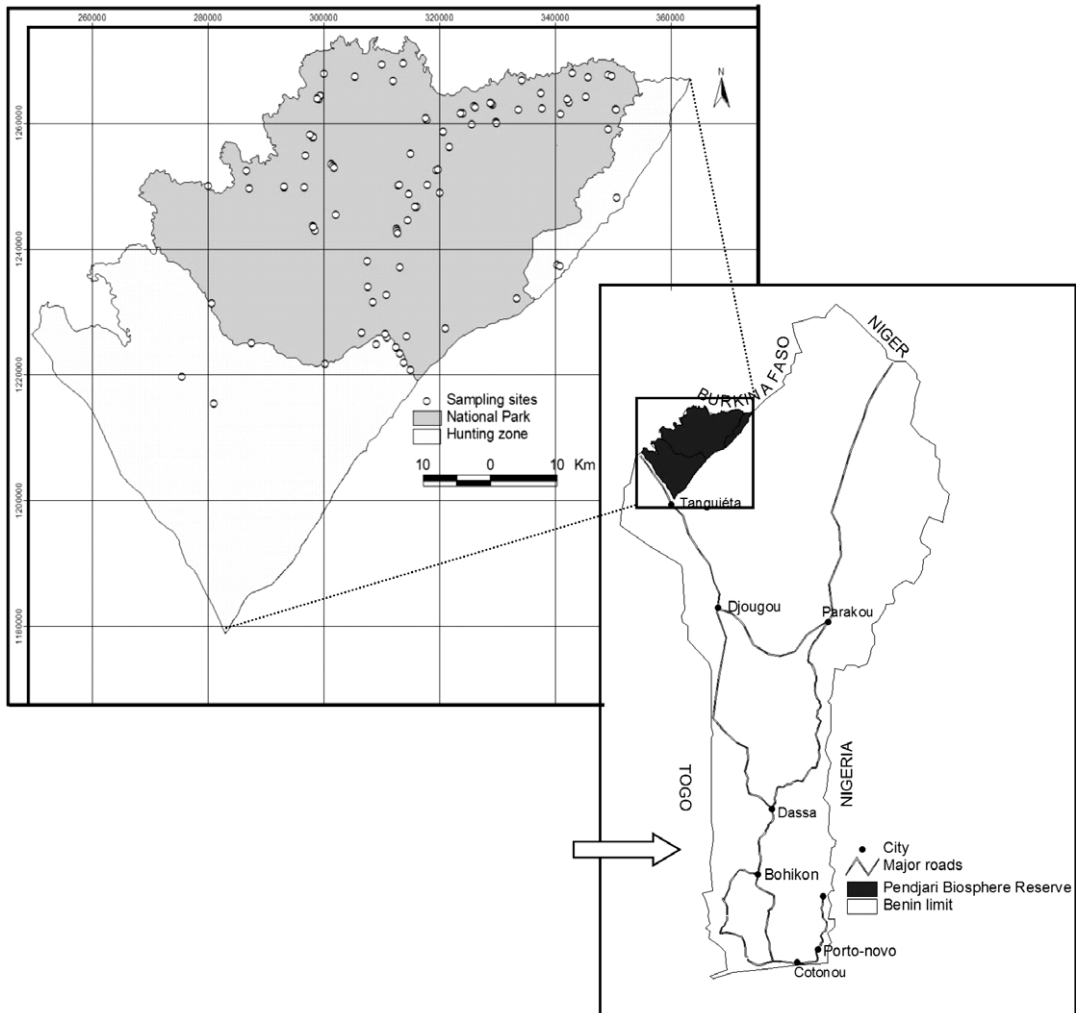 260000 280000 300000 320000 340000 360000
N
1260000
1240000
1220000
1200000
1180000
Sampling sites
National Park
Hunting zone
10 0 10 Km
NIGER
BURKINA FASO
Tanguiéta
Djougou
Parakou
TOGO
NIGERIA
Dassa
City
Major roads
Bohikon
Pendjari Biosphere Reserve
Benin limit
Porto-novo
Cotonou